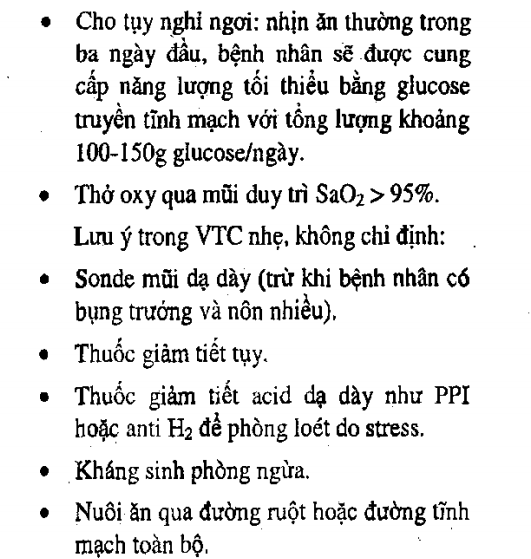 • Cho tụy nghỉ ngơi: nhịn ăn thường trong
ba ngày đầu, bệnh nhân sẽ được cung
cấp năng lượng tối thiểu bằng glucose
truyền tĩnh mạch với tổng lượng khoảng
100-150g glucose/ngày.
• Thở oxy qua mũi duy trì SaO₂ > 95%.
Lưu ý trong VTC nhẹ, không chỉ định:
• Sonde mũi dạ dày (trừ khi bệnh nhân có
bụng trướng và nôn nhiều).
• Thuốc giảm tiết tụy.
• Thuốc giảm tiết acid dạ dày như PPI
hoặc anti H₂ để phòng loét do stress.
• Kháng sinh phòng ngừa.
• Nuôi ăn qua đường ruột hoặc đường tĩnh
mạch toàn bộ.